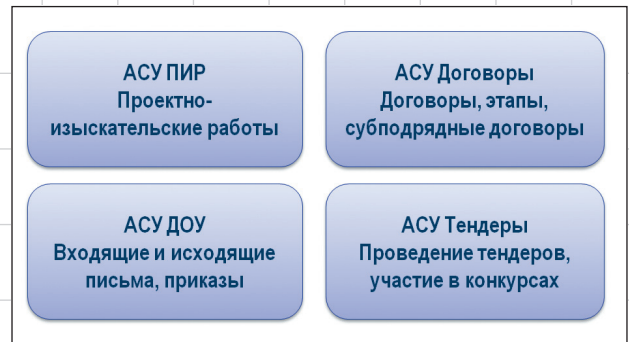 АСУ ПИР
Проектно-
изыскательские работы
АСУ Договоры
Договоры, этапы,
субподрядные договоры
АСУ ДОУ
Входящие и исходящие
письма, приказы
АСУ Тендеры
Проведение тендеров,
участие в конкурсах